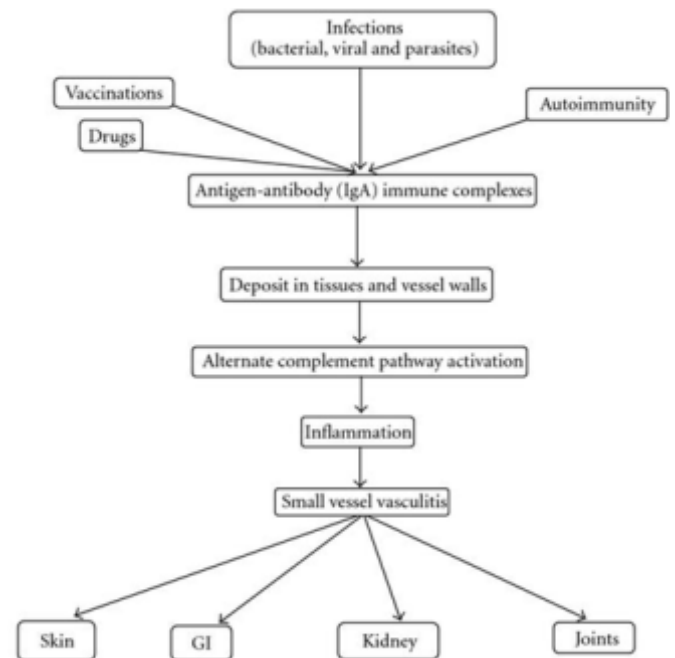 Infections
(bacterial, viral and parasites)
Vaccinations
Autoimmunity
Drugs
Antigen-antibody (IgA) immune complexes
Deposit in tissues and vessel walls
Alternate complement pathway activation
Inflammation
Small vessel vasculitis
Skin
GI
Kidney
Joints